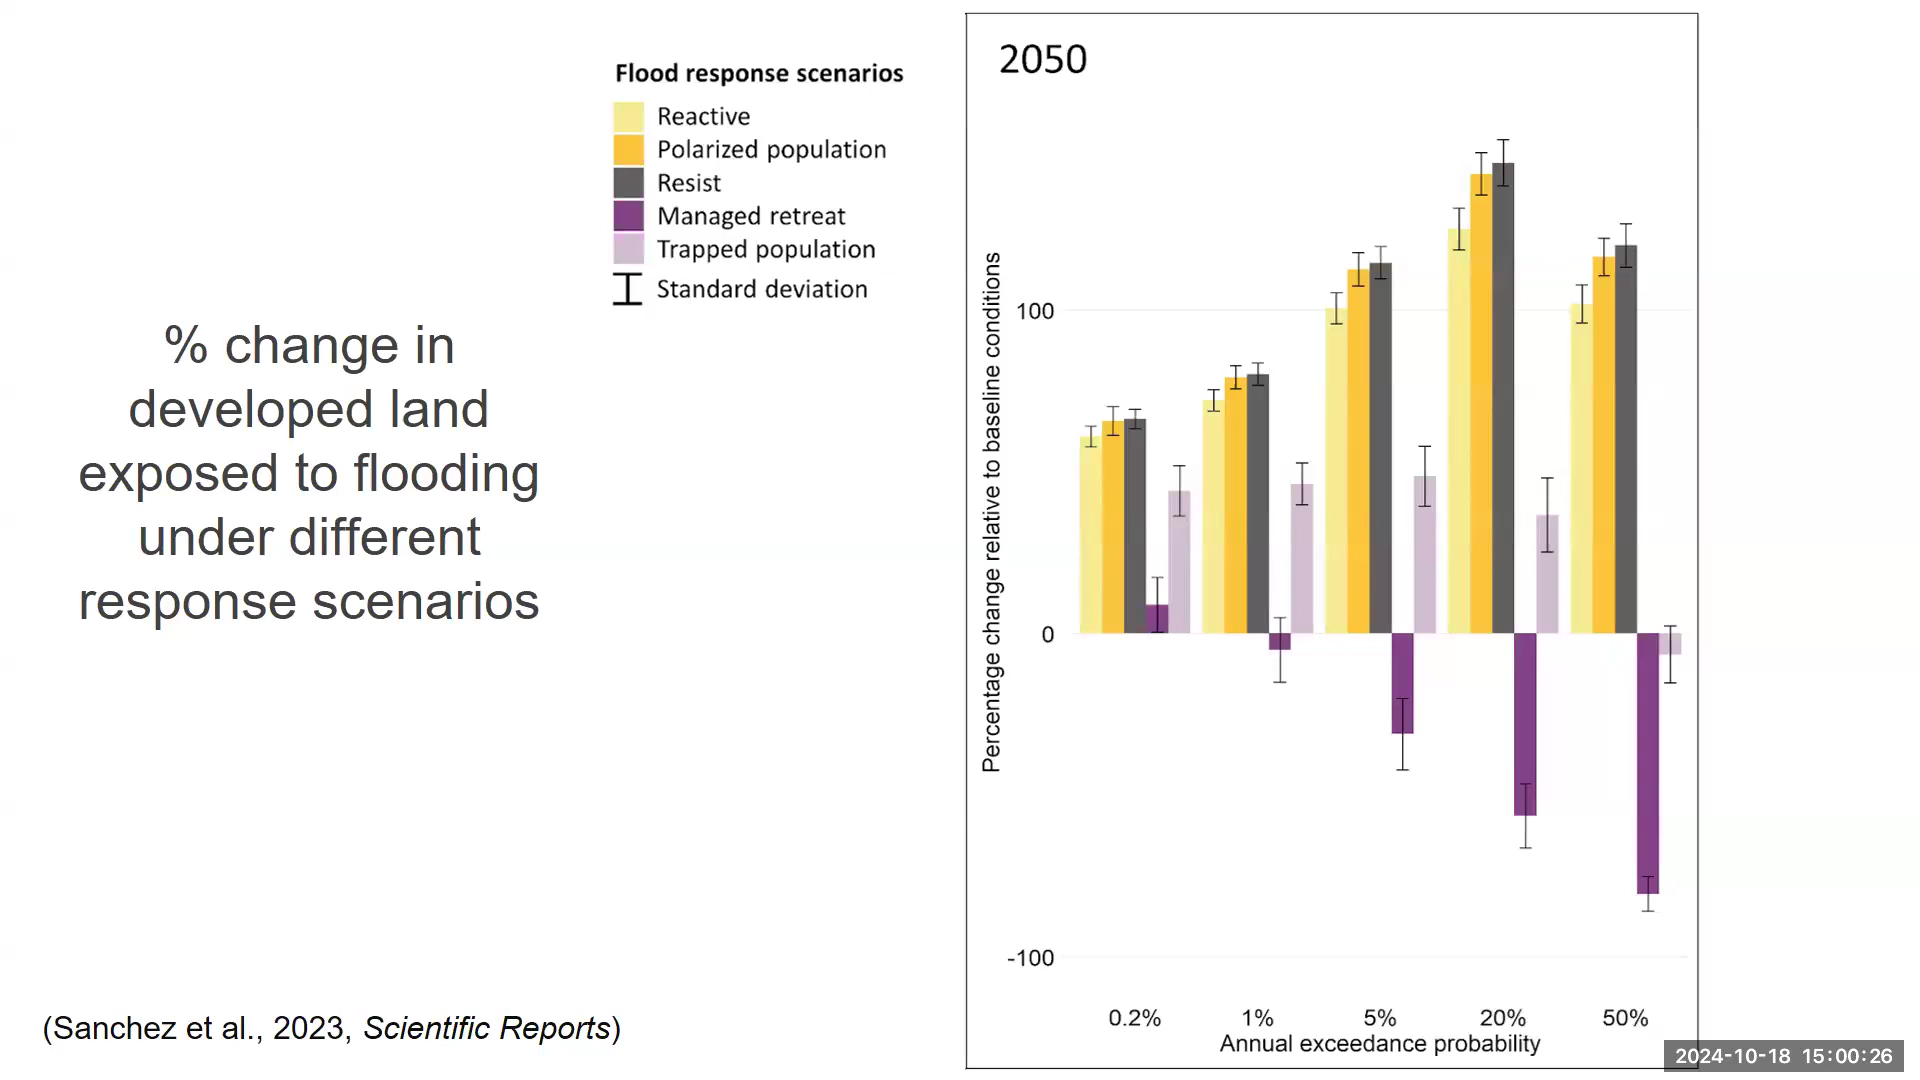 2050
Flood response scenarios
Reactive
Polarized population
Resist
Managed retreat
Trapped population
Standard deviation
% change in
developed land
exposed to flooding
under different
response scenarios
Percentage change relative to baseline conditions
100
0
-100
0.2% 1% 5% 20% 50%
Annual exceedance probability
(Sanchez et al., 2023, Scientific Reports)
2024-10-18 15:00:26